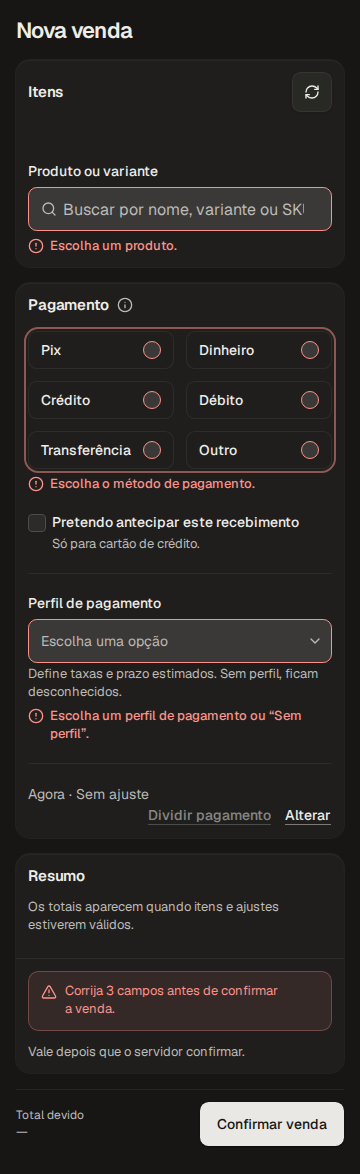 Nova venda
Itens
Produto ou variante
Buscar por nome, variante ou SK
Escolha um produto.
Pagamento
Pix
Dinheiro
Crédito
Débito
Transferência
Outro
Escolha o método de pagamento.
Pretendo antecipar este recebimento
Só para cartão de crédito.
Perfil de pagamento
Escolha uma opção
Define taxas e prazo estimados. Sem perfil, ficam
desconhecidos.
Escolha um perfil de pagamento ou “Sem
perfil”.
Agora · Sem ajuste
Dividir pagamento
Alterar
Resumo
Os totais aparecem quando itens e ajustes
estiverem válidos.
Corrija 3 campos antes de confirmar
a venda.
Vale depois que o servidor confirmar.
Total devido
—
Confirmar venda